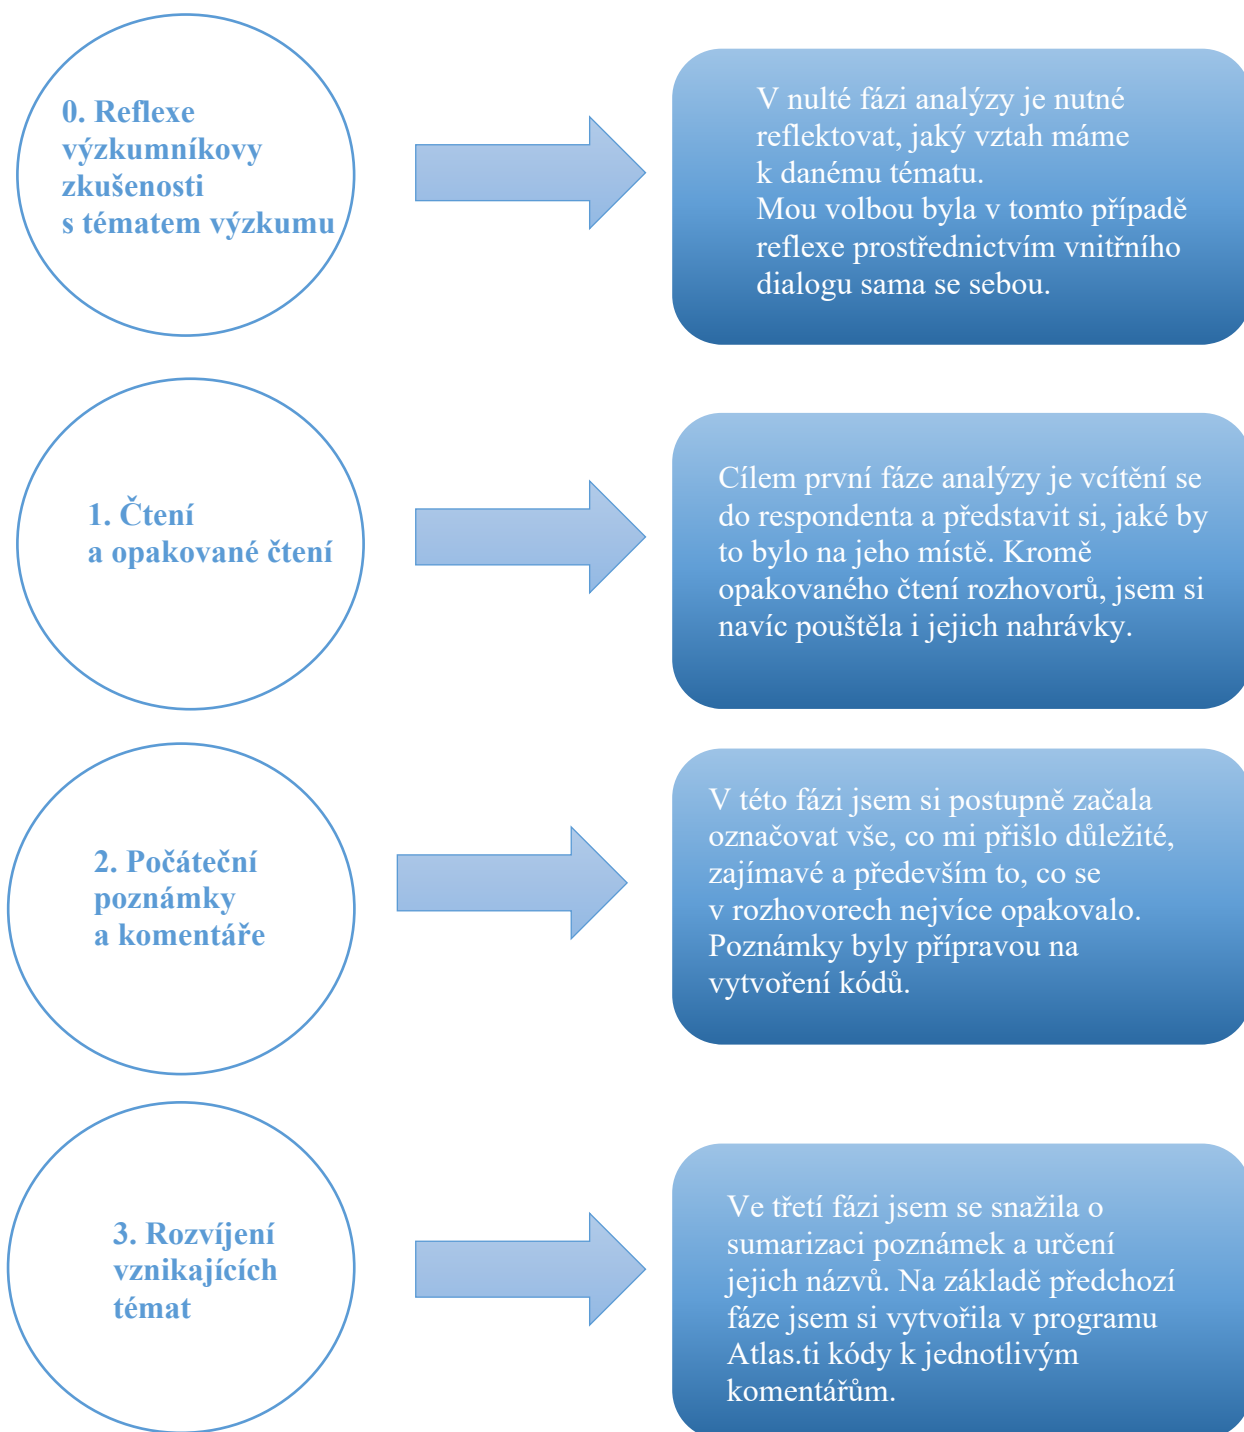 0. Reflexe
výzkumníkovy
zkušenosti
s tématem výzkumu
V nulté fázi analýzy je nutné
reflektovat, jaký vztah máme
k danému tématu.
Mou volbou byla v tomto případě
reflexe prostřednictvím vnitřního
dialogu sama se sebou.
1. Čtení
a opakované čtení
Cílem první fáze analýzy je vcítění se
do respondenta a představit si, jaké by
to bylo na jeho místě. Kromě
opakovaného čtení rozhovorů, jsem si
navíc pouštěla i jejich nahrávky.
2. Počáteční
poznámky
a komentáře
V této fázi jsem si postupně začala
označovat vše, co mi přišlo důležité,
zajímavé a především to, co se
v rozhovorech nejvíce opakovalo.
Poznámky byly přípravou na
vytvoření kódů.
3. Rozvíjení
vznikajících
témat
Ve třetí fázi jsem se snažila o
sumarizaci poznámek a určení
jejich názvů. Na základě předchozí
fáze jsem si vytvořila v programu
Atlas.ti kódy k jednotlivým
komentářům.